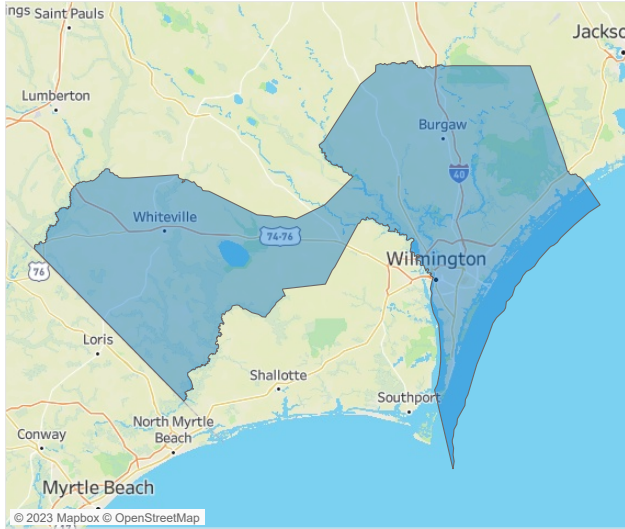 ngs
Saint Pauls
Jackso
Lumberton
Burgaw
40
Whiteville
74-76
76
Wilmington
Loris
Shallotte
Southport
North Myrtle
Beach
Conway
Myrtle Beach
© 2023 Mapbox © OpenStreetMap